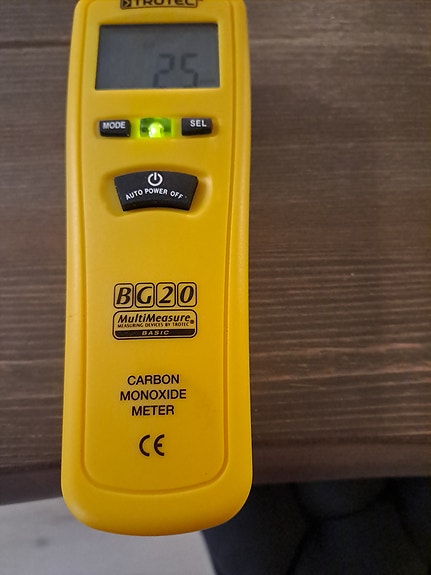 TROTEC
25
MODE SEL
AUTO POWER OFF
BG20
MultiMeasure®
MEASURING DEVICES BY TROTEC
BASIC
CARBON
MONOXIDE
METER
CE